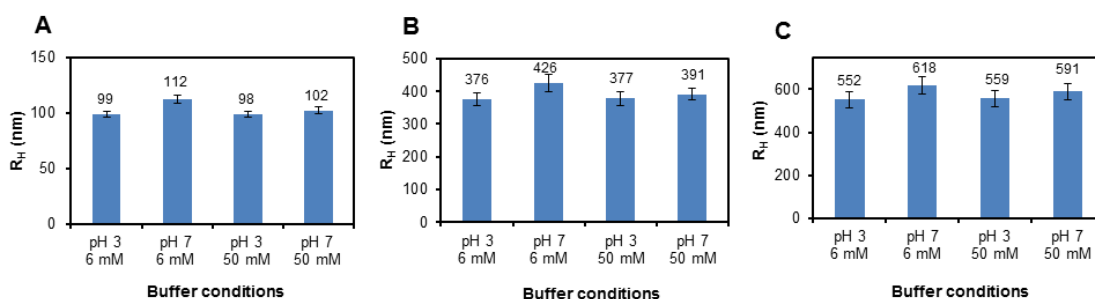 A
150
100
50
0
R_H (nm)
99
112
98
102
pH 3 pH 7 pH 3 pH 7
6 mM 6 mM 50 mM 50 mM
Buffer conditions
B
500
400
300
200
100
0
R_H (nm)
376
426
377
391
pH 3 pH 7 pH 3 pH 7
6 mM 6 mM 50 mM 50 mM
Buffer conditions
C
600
400
200
0
R_H (nm)
552
618
559
591
pH 3 pH 7 pH 3 pH 7
6 mM 6 mM 50 mM 50 mM
Buffer conditions